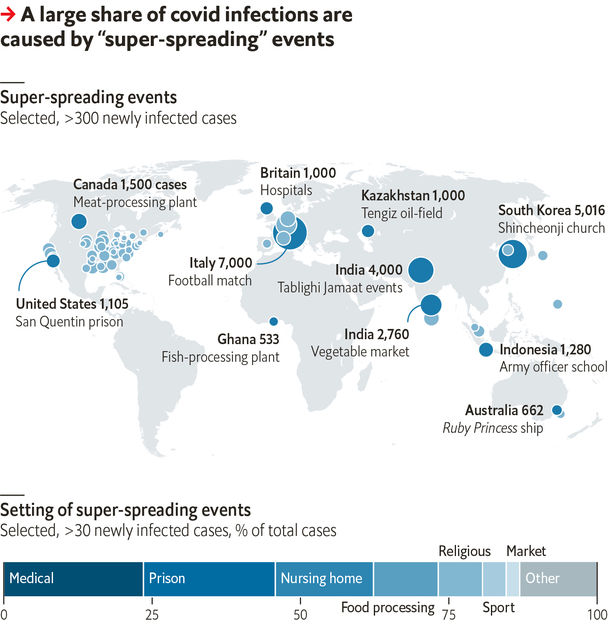 → A large share of covid infections are
caused by “super-spreading” events
Super-spreading events
Selected, >300 newly infected cases
Canada 1,500 cases
Meat-processing plant
Britain 1,000
Hospitals
Kazakhstan 1,000
Tengiz oil-field
South Korea 5,016
Shincheonji church
Italy 7,000
Football match
India 4,000
Tablighi Jamaat events
United States 1,105
San Quentin prison
Ghana 533
Fish-processing plant
India 2,760
Vegetable market
Indonesia 1,280
Army officer school
Australia 662
Ruby Princess ship
Setting of super-spreading events
Selected, >30 newly infected cases, % of total cases
Religious
Market
Medical
Prison
Nursing home
Other
Food processing
Sport
0
25
50
75
100